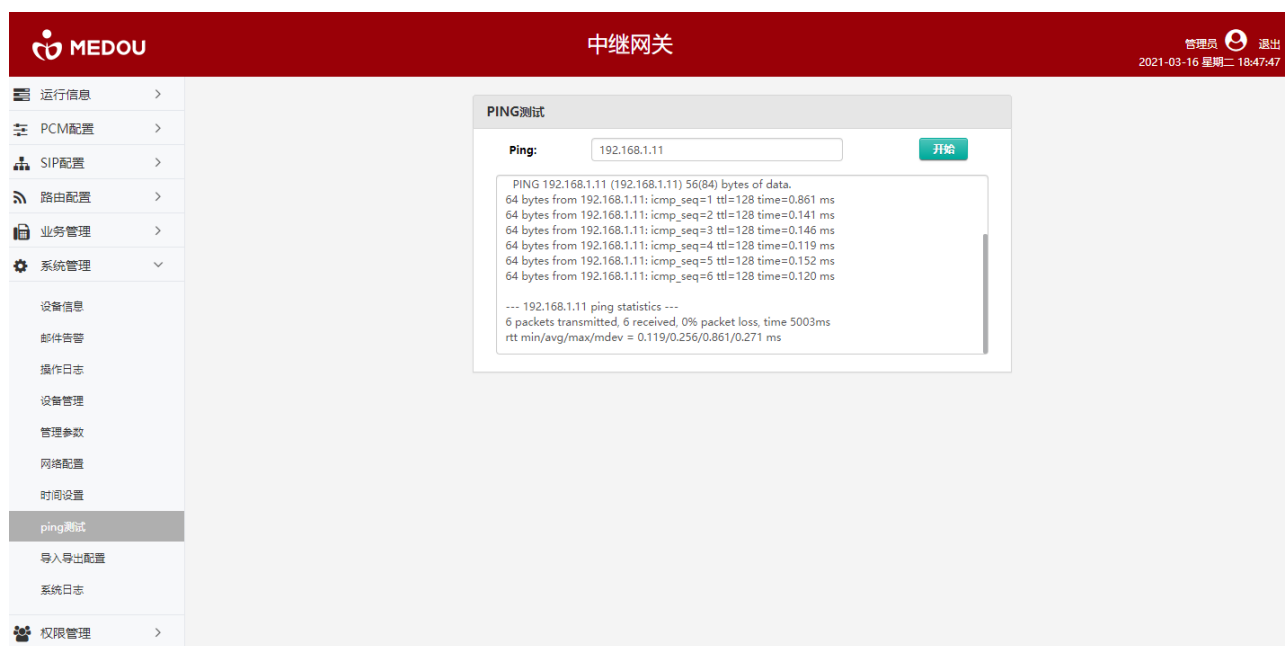 MEDOU
中继网关
管理员 退出
2021-03-16 星期二 18:47:47
运行信息
PCM配置
SIP配置
路由配置
业务管理
系统管理
设备信息
邮件告警
操作日志
设备管理
管理参数
网络配置
时间设置
ping测试
导入导出配置
系统日志
权限管理
PING测试
Ping: 192.168.1.11 开始
PING 192.168.1.11 (192.168.1.11) 56(84) bytes of data.
64 bytes from 192.168.1.11: icmp_seq=1 ttl=128 time=0.861 ms
64 bytes from 192.168.1.11: icmp_seq=2 ttl=128 time=0.141 ms
64 bytes from 192.168.1.11: icmp_seq=3 ttl=128 time=0.146 ms
64 bytes from 192.168.1.11: icmp_seq=4 ttl=128 time=0.119 ms
64 bytes from 192.168.1.11: icmp_seq=5 ttl=128 time=0.152 ms
64 bytes from 192.168.1.11: icmp_seq=6 ttl=128 time=0.120 ms
--- 192.168.1.11 ping statistics ---
6 packets transmitted, 6 received, 0% packet loss, time 5003ms
rtt min/avg/max/mdev = 0.119/0.256/0.861/0.271 ms